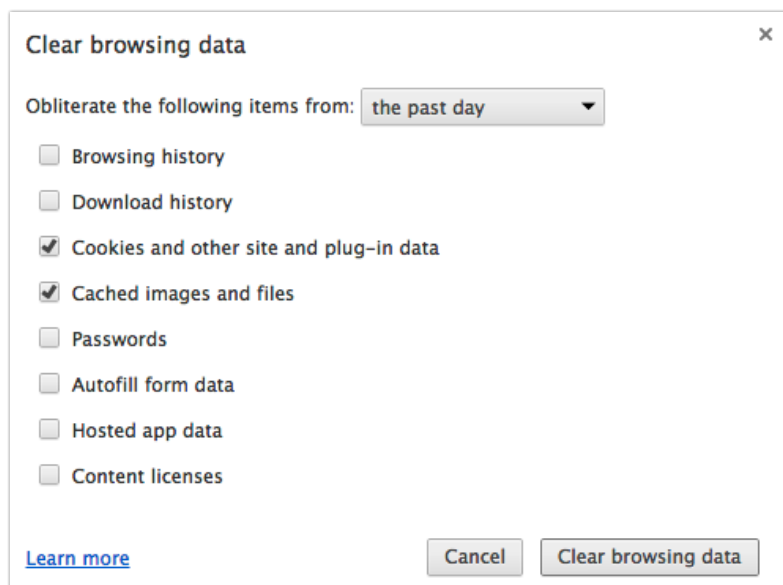 Clear browsing data
Obliterate the following items from: the past day
Browsing history
Download history
Cookies and other site and plug-in data
Cached images and files
Passwords
Autofill form data
Hosted app data
Content licenses
Learn more Cancel Clear browsing data